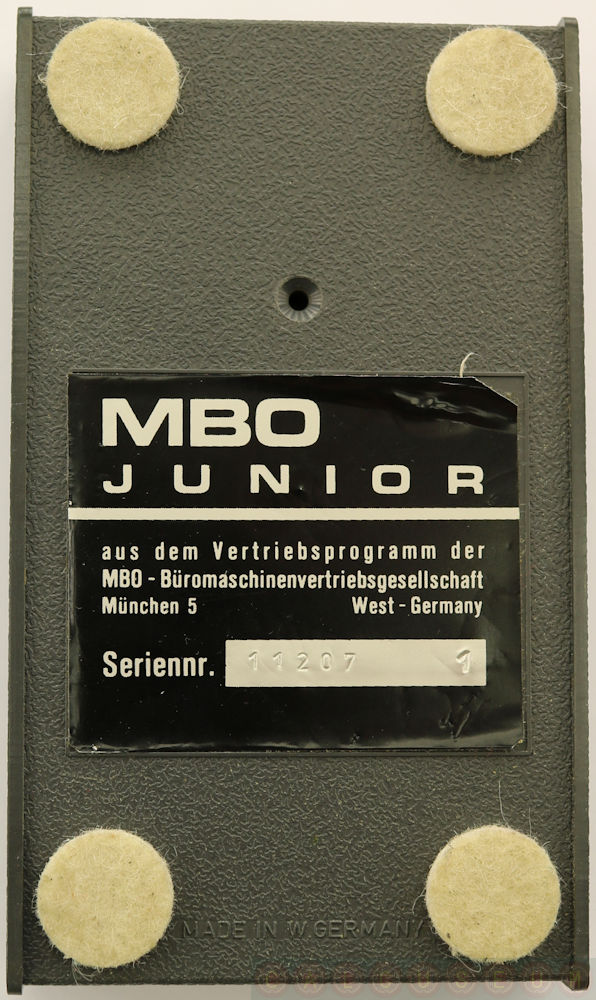 MBO
JUNIOR
aus dem Vertriebsprogramm der
MBO - Büromaschinenvertriebsgesellschaft
München 5 West - Germany
Seriennr. 11207 1
MADE IN W.GERMANY